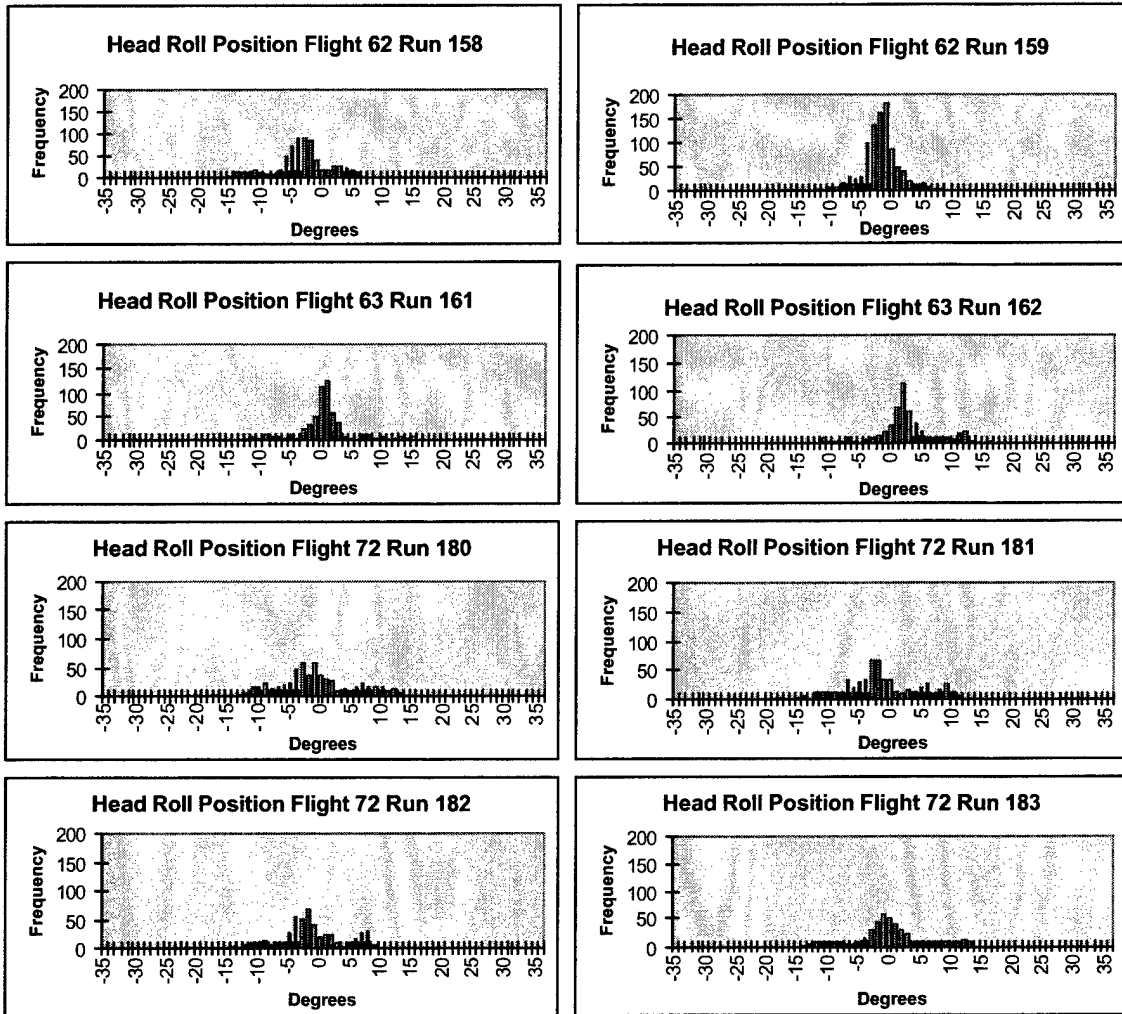 Head Roll Position Flight 62 Run 158
Frequency
200
150
100
50
0
-35 -30 -25 -20 -15 -10 -5 0 5 10 15 20 25 30 35
Degrees
Head Roll Position Flight 62 Run 159
Frequency
200
150
100
50
0
-35 -30 -25 -20 -15 -10 -5 0 5 10 15 20 25 30 35
Degrees
Head Roll Position Flight 63 Run 161
Frequency
200
150
100
50
0
-35 -30 -25 -20 -15 -10 -5 0 5 10 15 20 25 30 35
Degrees
Head Roll Position Flight 63 Run 162
Frequency
200
150
100
50
0
-35 -30 -25 -20 -15 -10 -5 0 5 10 15 20 25 30 35
Degrees
Head Roll Position Flight 72 Run 180
Frequency
200
150
100
50
0
-35 -30 -25 -20 -15 -10 -5 0 5 10 15 20 25 30 35
Degrees
Head Roll Position Flight 72 Run 181
Frequency
200
150
100
50
0
-35 -30 -25 -20 -15 -10 -5 0 5 10 15 20 25 30 35
Degrees
Head Roll Position Flight 72 Run 182
Frequency
200
150
100
50
0
-35 -30 -25 -20 -15 -10 -5 0 5 10 15 20 25 30 35
Degrees
Head Roll Position Flight 72 Run 183
Frequency
200
150
100
50
0
-35 -30 -25 -20 -15 -10 -5 0 5 10 15 20 25 30 35
Degrees